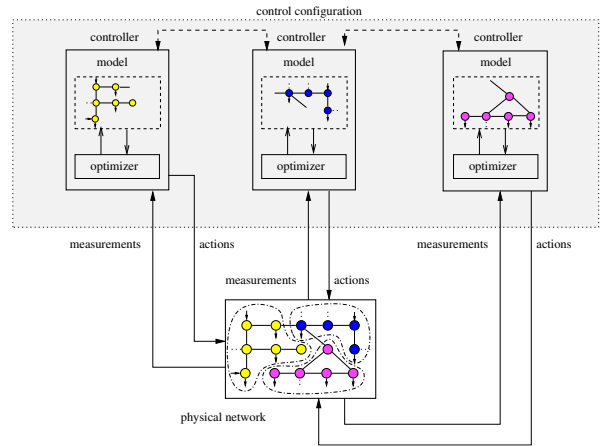 control configuration
controller
controller
controller
model
model
model
optimizer
optimizer
optimizer
measurements
actions
measurements
actions
measurements
actions
physical network